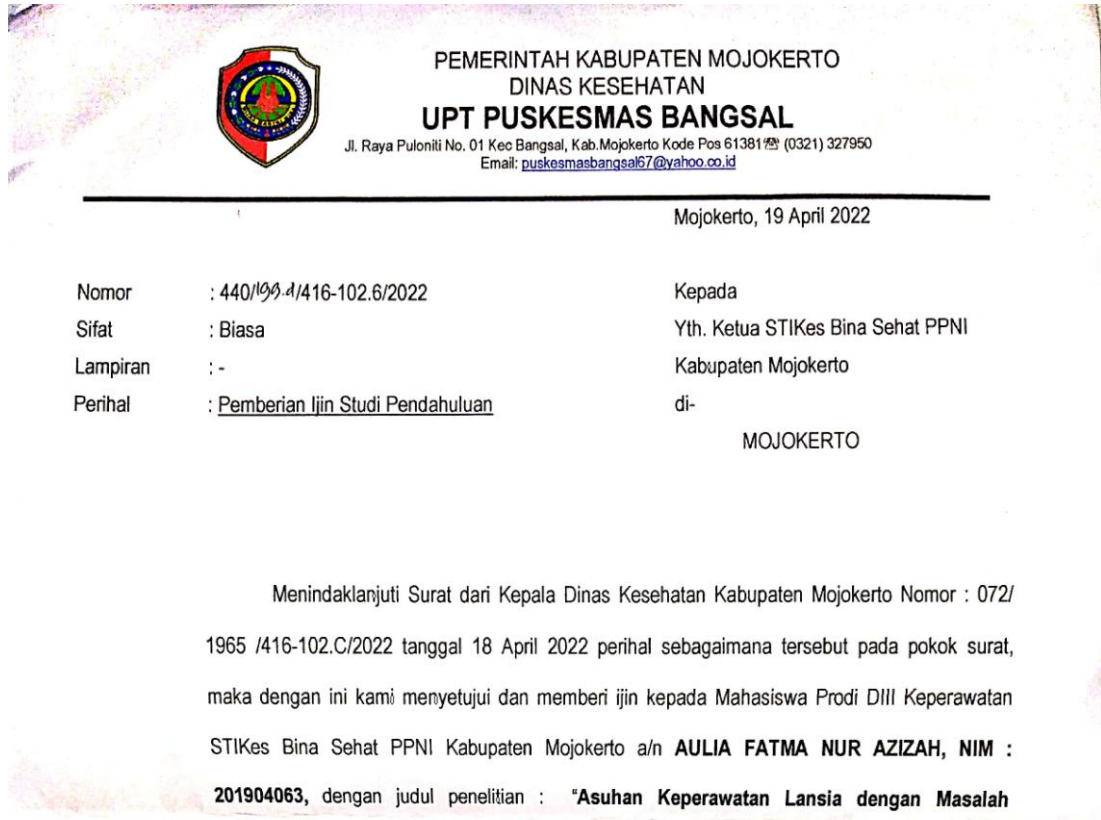 PEMERINTAH KABUPATEN MOJOKERTO
DINAS KESEHATAN
UPT PUSKESMAS BANGSAL
Jl. Raya Puloniti No. 01 Kec Bangsal, Kab.Mojokerto Kode Pos 61381☎ (0321) 327950
Email: puskesmasbangsal67@yahoo.co.id
Mojokerto, 19 April 2022
Nomor : 440/199.d/416-102.6/2022
Sifat : Biasa
Lampiran : -
Perihal : Pemberian Ijin Studi Pendahuluan
Kepada
Yth. Ketua STIKes Bina Sehat PPNI
Kabupaten Mojokerto
di-
MOJOKERTO
Menindaklanjuti Surat dari Kepala Dinas Kesehatan Kabupaten Mojokerto Nomor : 072/
1965 /416-102.C/2022 tanggal 18 April 2022 perihal sebagaimana tersebut pada pokok surat,
maka dengan ini kami menyetujui dan memberi ijin kepada Mahasiswa Prodi DIII Keperawatan
STIKes Bina Sehat PPNI Kabupaten Mojokerto a/n AULIA FATMA NUR AZIZAH, NIM :
201904063, dengan judul penelitian : "Asuhan Keperawatan Lansia dengan Masalah